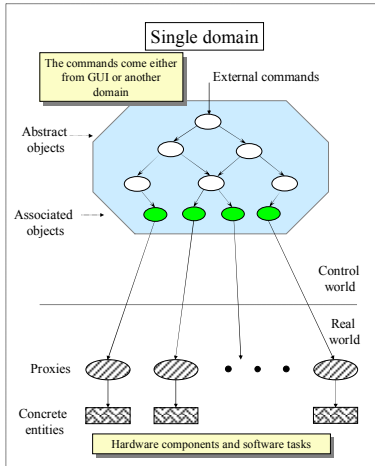 Single domain
The commands come either
from GUI or another
domain
External commands
Abstract
objects
Associated
objects
Control
world
Real
world
Proxies
Concrete
entities
Hardware components and software tasks